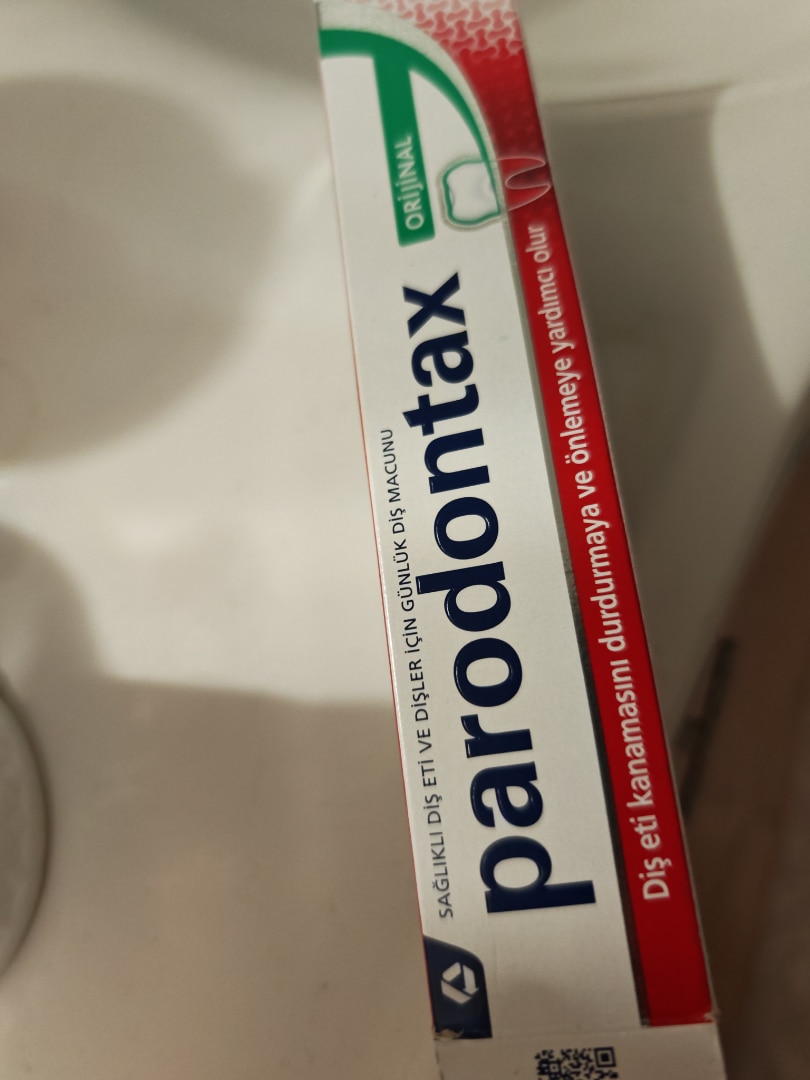 ORİJİNAL
SAĞLIKLI DİŞ ETİ VE DİŞLER İÇİN GÜNLÜK DİŞ MACUNU
parodontax
Diş eti kanamasını durdurmaya ve önlemeye yardımcı olur